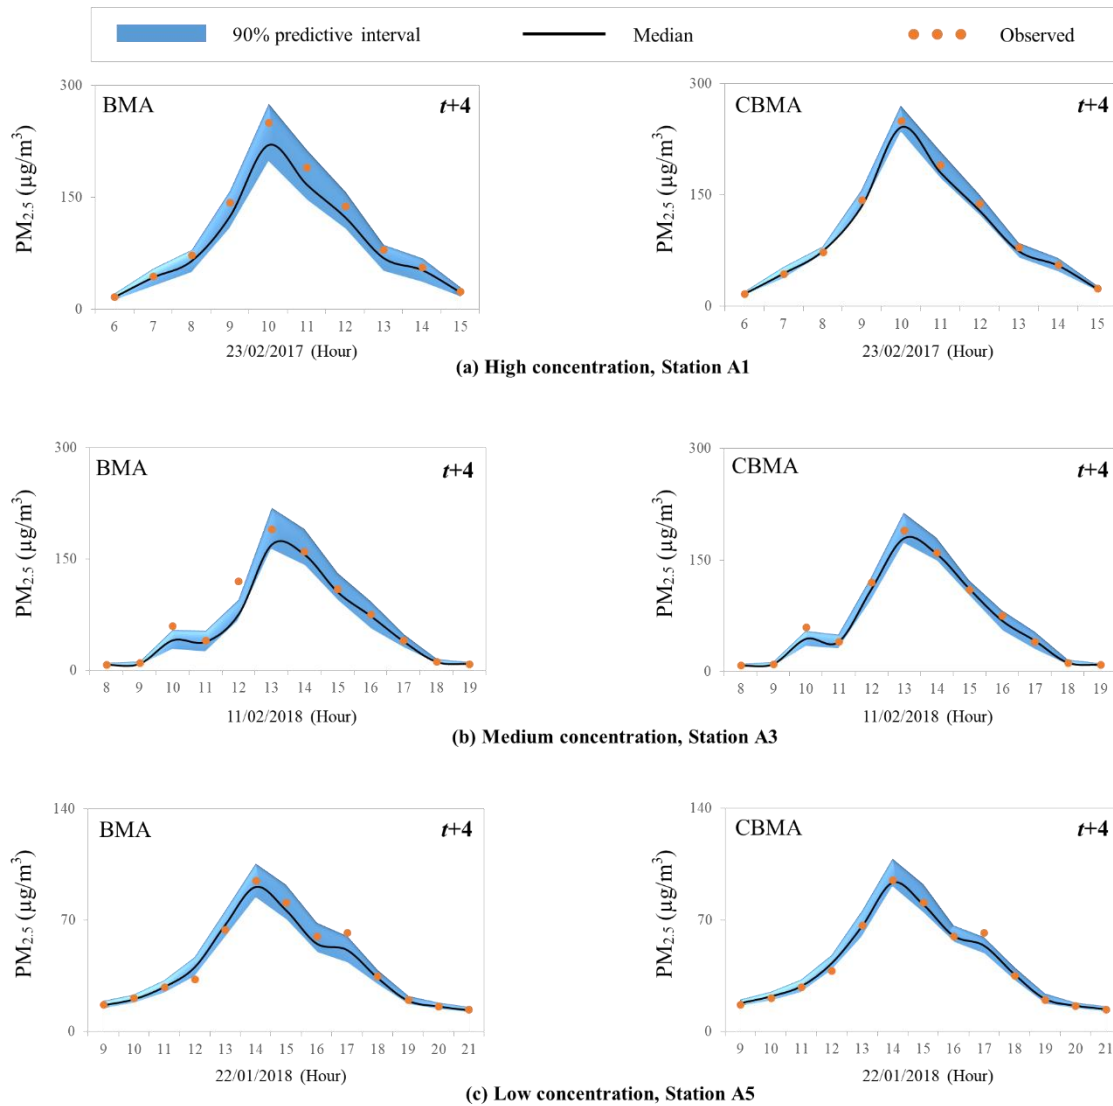 90% predictive interval Median Observed
BMA t+4
PM2.5 (µg/m³)
300
150
0
6 7 8 9 10 11 12 13 14 15
23/02/2017 (Hour)
CBMA t+4
PM2.5 (µg/m³)
300
150
0
6 7 8 9 10 11 12 13 14 15
23/02/2017 (Hour)
(a) High concentration, Station A1
BMA t+4
PM2.5 (µg/m³)
300
150
0
8 9 10 11 12 13 14 15 16 17 18 19
11/02/2018 (Hour)
CBMA t+4
PM2.5 (µg/m³)
300
150
0
8 9 10 11 12 13 14 15 16 17 18 19
11/02/2018 (Hour)
(b) Medium concentration, Station A3
BMA t+4
PM2.5 (µg/m³)
140
70
0
9 10 11 12 13 14 15 16 17 18 19 20 21
22/01/2018 (Hour)
CBMA t+4
PM2.5 (µg/m³)
140
70
0
9 10 11 12 13 14 15 16 17 18 19 20 21
22/01/2018 (Hour)
(c) Low concentration, Station A5